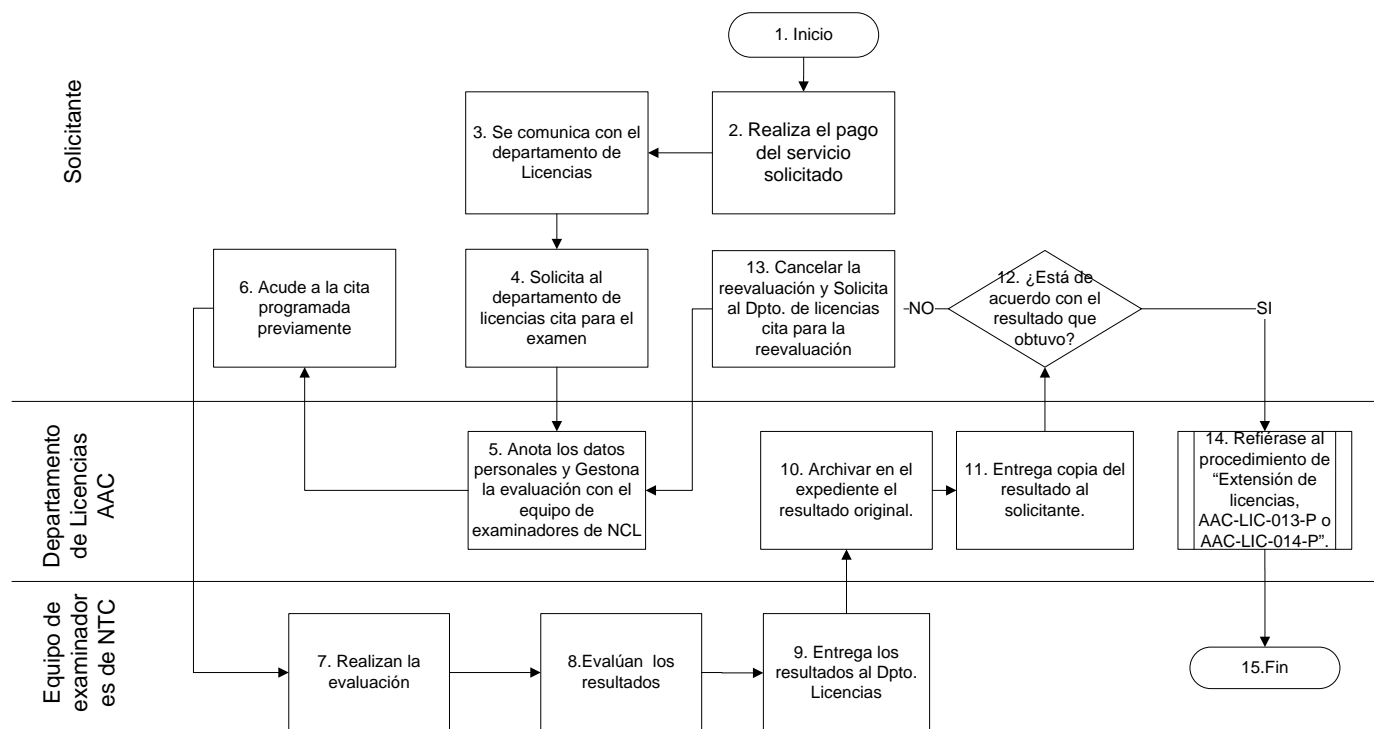 Solicitante
1. Inicio
2. Realiza el pago
del servicio
solicitado
3. Se comunica con el
departamento de
Licencias
4. Solicita al
departamento de
licencias cita para el
examen
6. Acude a la cita
programada
previamente
13. Cancelar la
reevaluación y Solicita
al Dpto. de licencias
cita para la
reevaluación
NO
12. ¿Está de
acuerdo con el
resultado que
obtuvo?
SI
Departamento
de Licencias
AAC
5. Anota los datos
personales y Gestona
la evaluación con el
equipo de
examinadores de NCL
10. Archivar en el
expediente el
resultado original.
11. Entrega copia del
resultado al
solicitante.
14. Refiérase al
procedimiento de
“Extensión de
licencias,
AAC-LIC-013-P o
AAC-LIC-014-P”.
Equipo de
examinador
es de NTC
7. Realizan la
evaluación
8.Evalúan los
resultados
9. Entrega los
resultados al Dpto.
Licencias
15.Fin